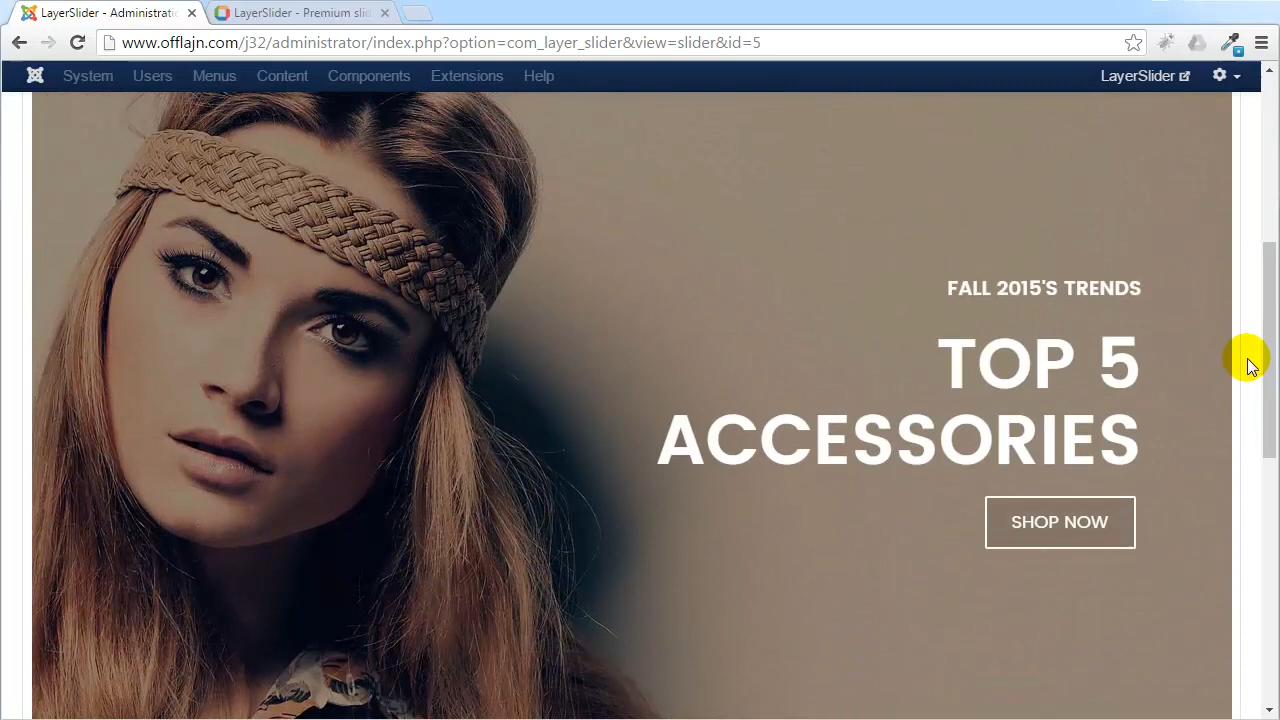 LayerSlider - Administratio
LayerSlider - Premium slid
www.offlajn.com/j32/administrator/index.php?option=com_layer_slider&view=slider&id=5
System Users Menus Content Components Extensions Help LayerSlider
FALL 2015'S TRENDS
TOP 5
ACCESSORIES
SHOP NOW